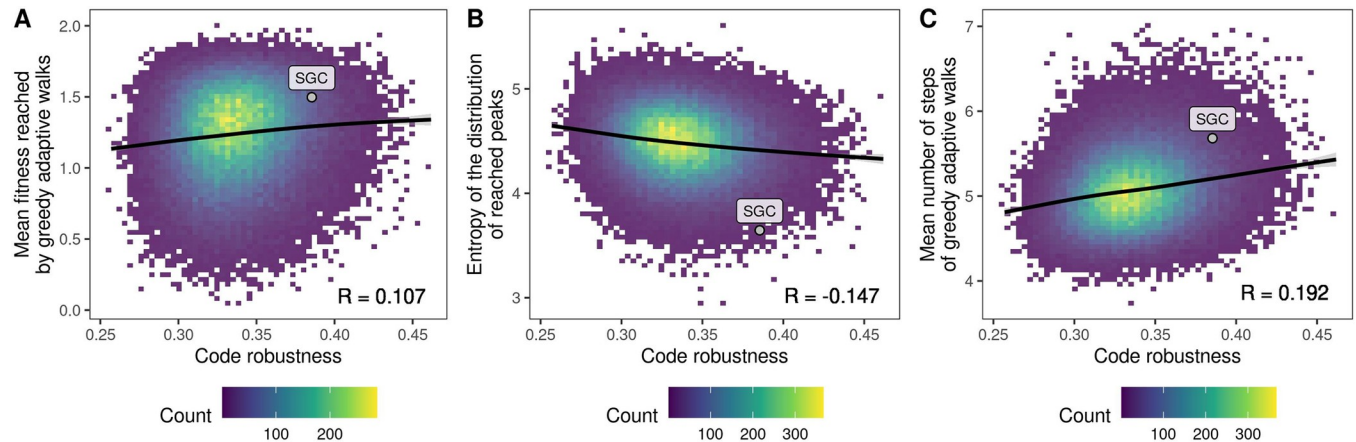 A
Mean fitness reached
by greedy adaptive walks
2.0
1.5
1.0
0.5
0.0
SGC
R = 0.107
0.25 0.30 0.35 0.40 0.45
Code robustness
Count
100 200
B
Entropy of the distribution
of reached peaks
5
4
3
SGC
R = -0.147
0.25 0.30 0.35 0.40 0.45
Code robustness
Count
100 200 300
C
Mean number of steps
of greedy adaptive walks
7
6
5
4
SGC
R = 0.192
0.25 0.30 0.35 0.40 0.45
Code robustness
Count
100 200 300